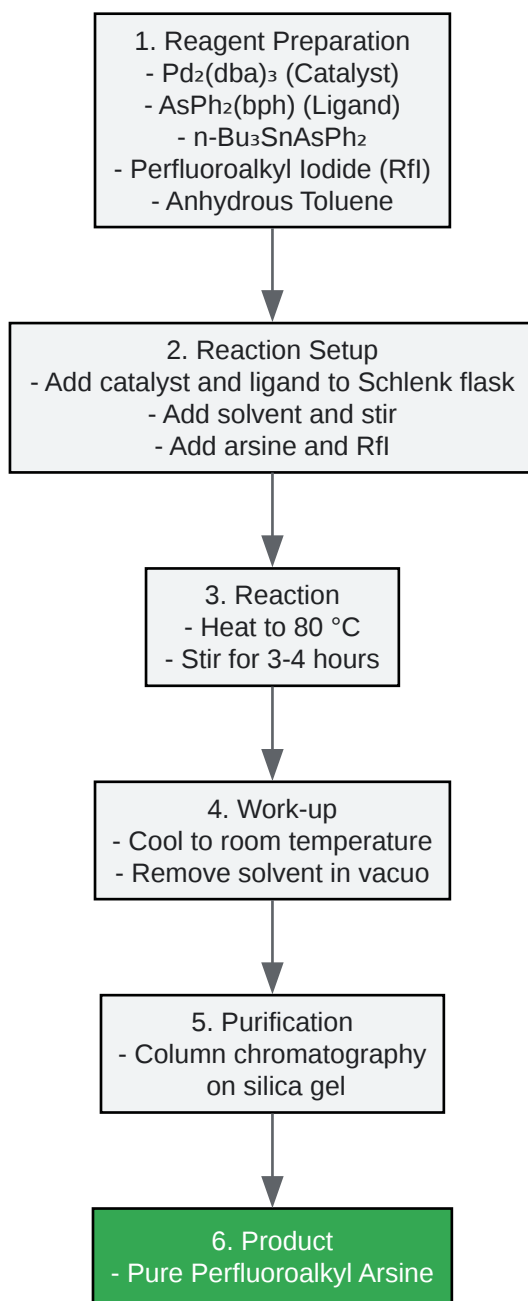 1. Reagent Preparation
- Pd₂(dba)₃ (Catalyst)
- AsPh₂(bph) (Ligand)
- n-Bu₃SnAsPh₂
- Perfluoroalkyl Iodide (RfI)
- Anhydrous Toluene
2. Reaction Setup
- Add catalyst and ligand to Schlenk flask
- Add solvent and stir
- Add arsine and RfI
3. Reaction
- Heat to 80 °C
- Stir for 3-4 hours
4. Work-up
- Cool to room temperature
- Remove solvent in vacuo
5. Purification
- Column chromatography
on silica gel
6. Product
- Pure Perfluoroalkyl Arsine